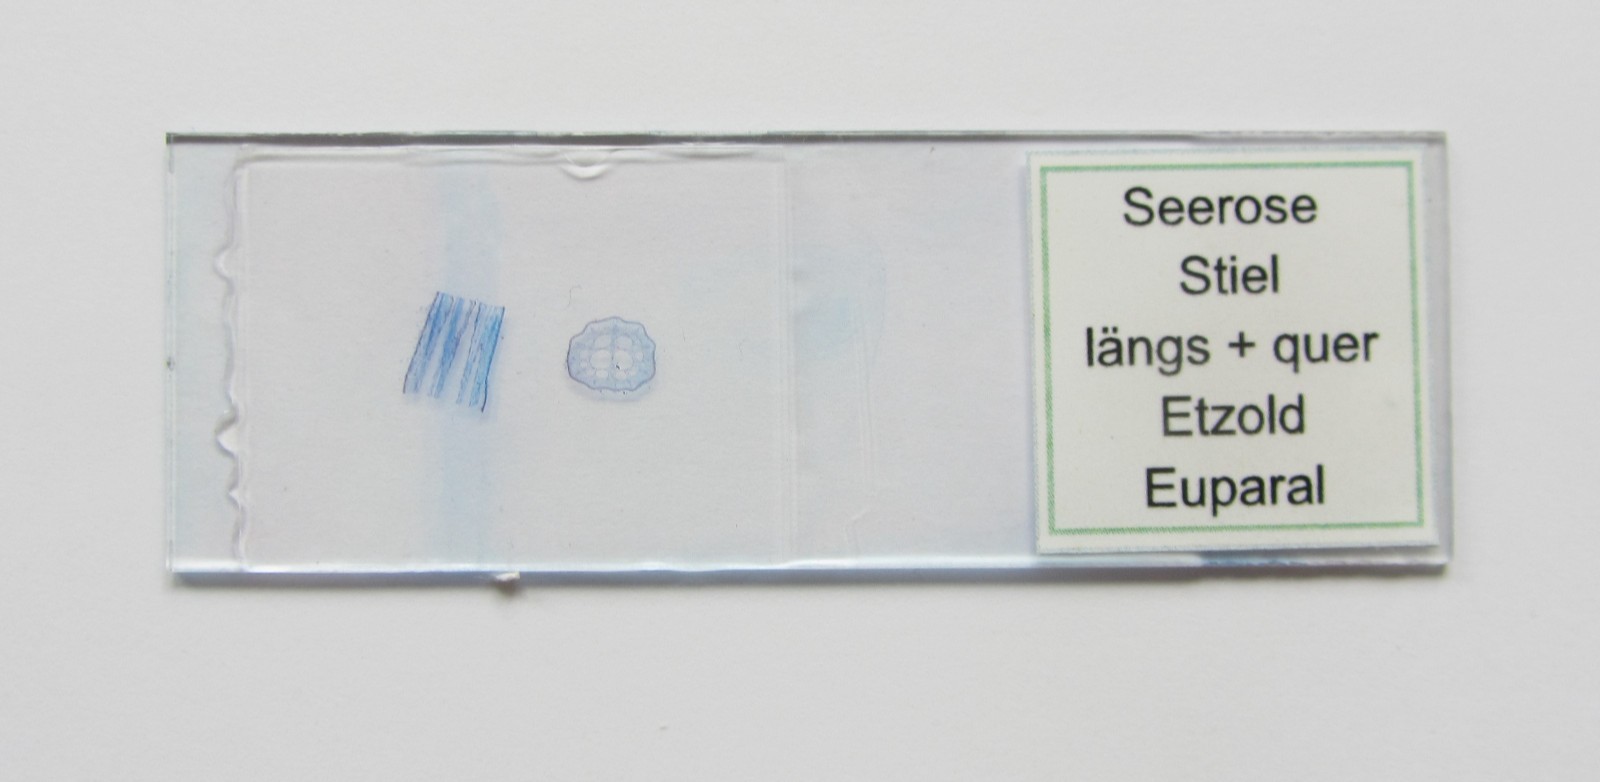 Seerose
Stiel
längs + quer
Etzold
Euparal